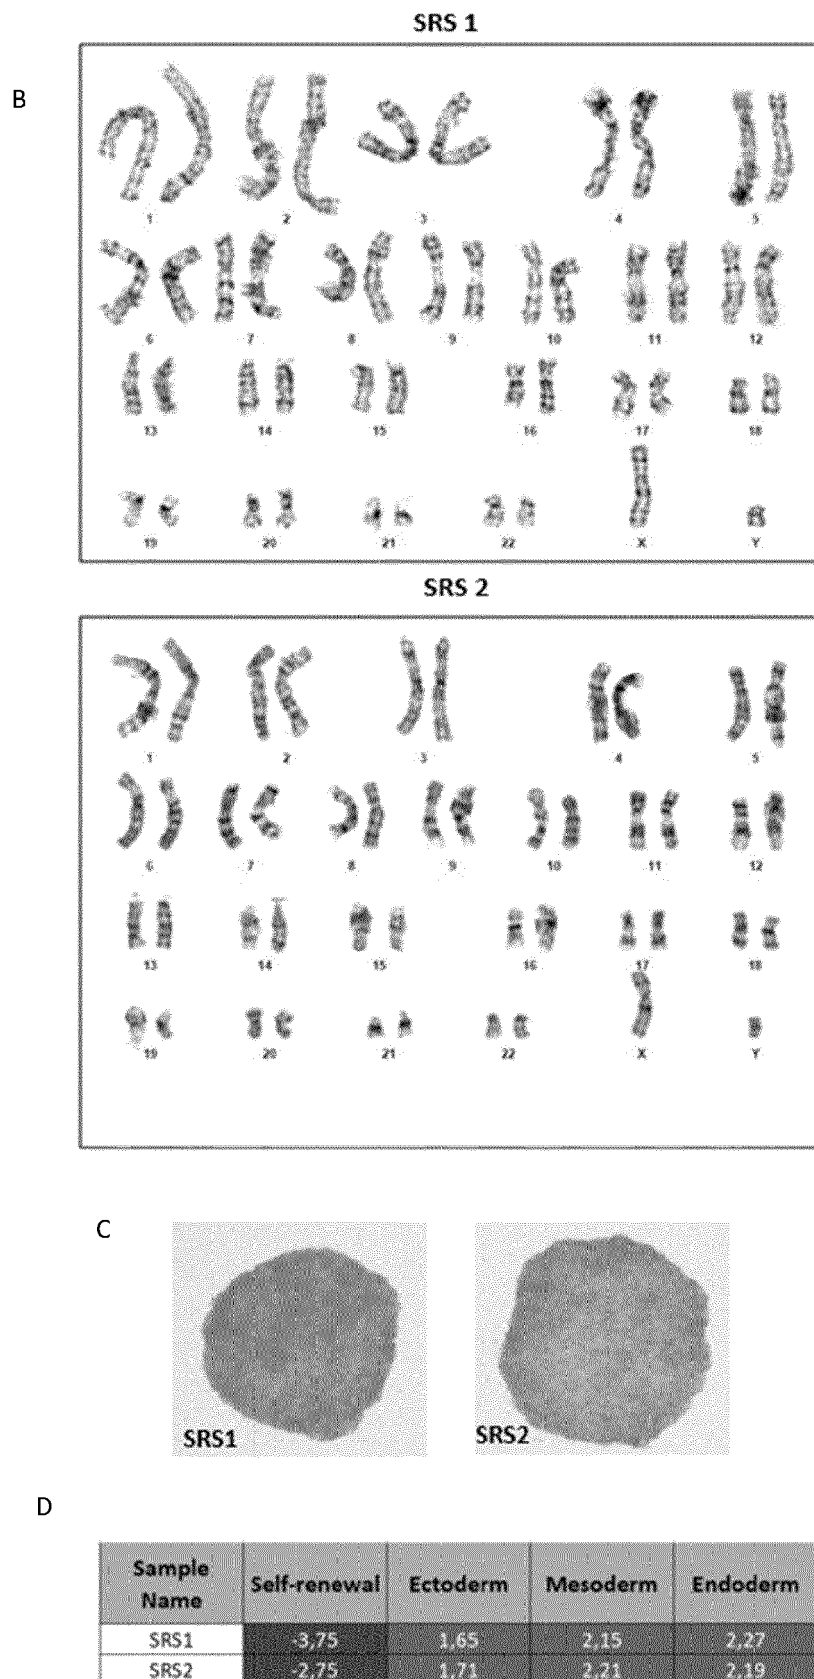 SRS 1
B
1 2 3 4 5
6 7 8 9 10 11 12
13 14 15 16 17 18
19 20 21 22 X Y
SRS 2
1 2 3 4 5
6 7 8 9 10 11 12
13 14 15 16 17 18
19 20 21 22 X Y
C
SRS1 SRS2
D
Sample Name Self-renewal Ectoderm Mesoderm Endoderm
SRS1 -3,75 1,65 2,15 2,27
SRS2 -2,75 1,71 2,21 2,19